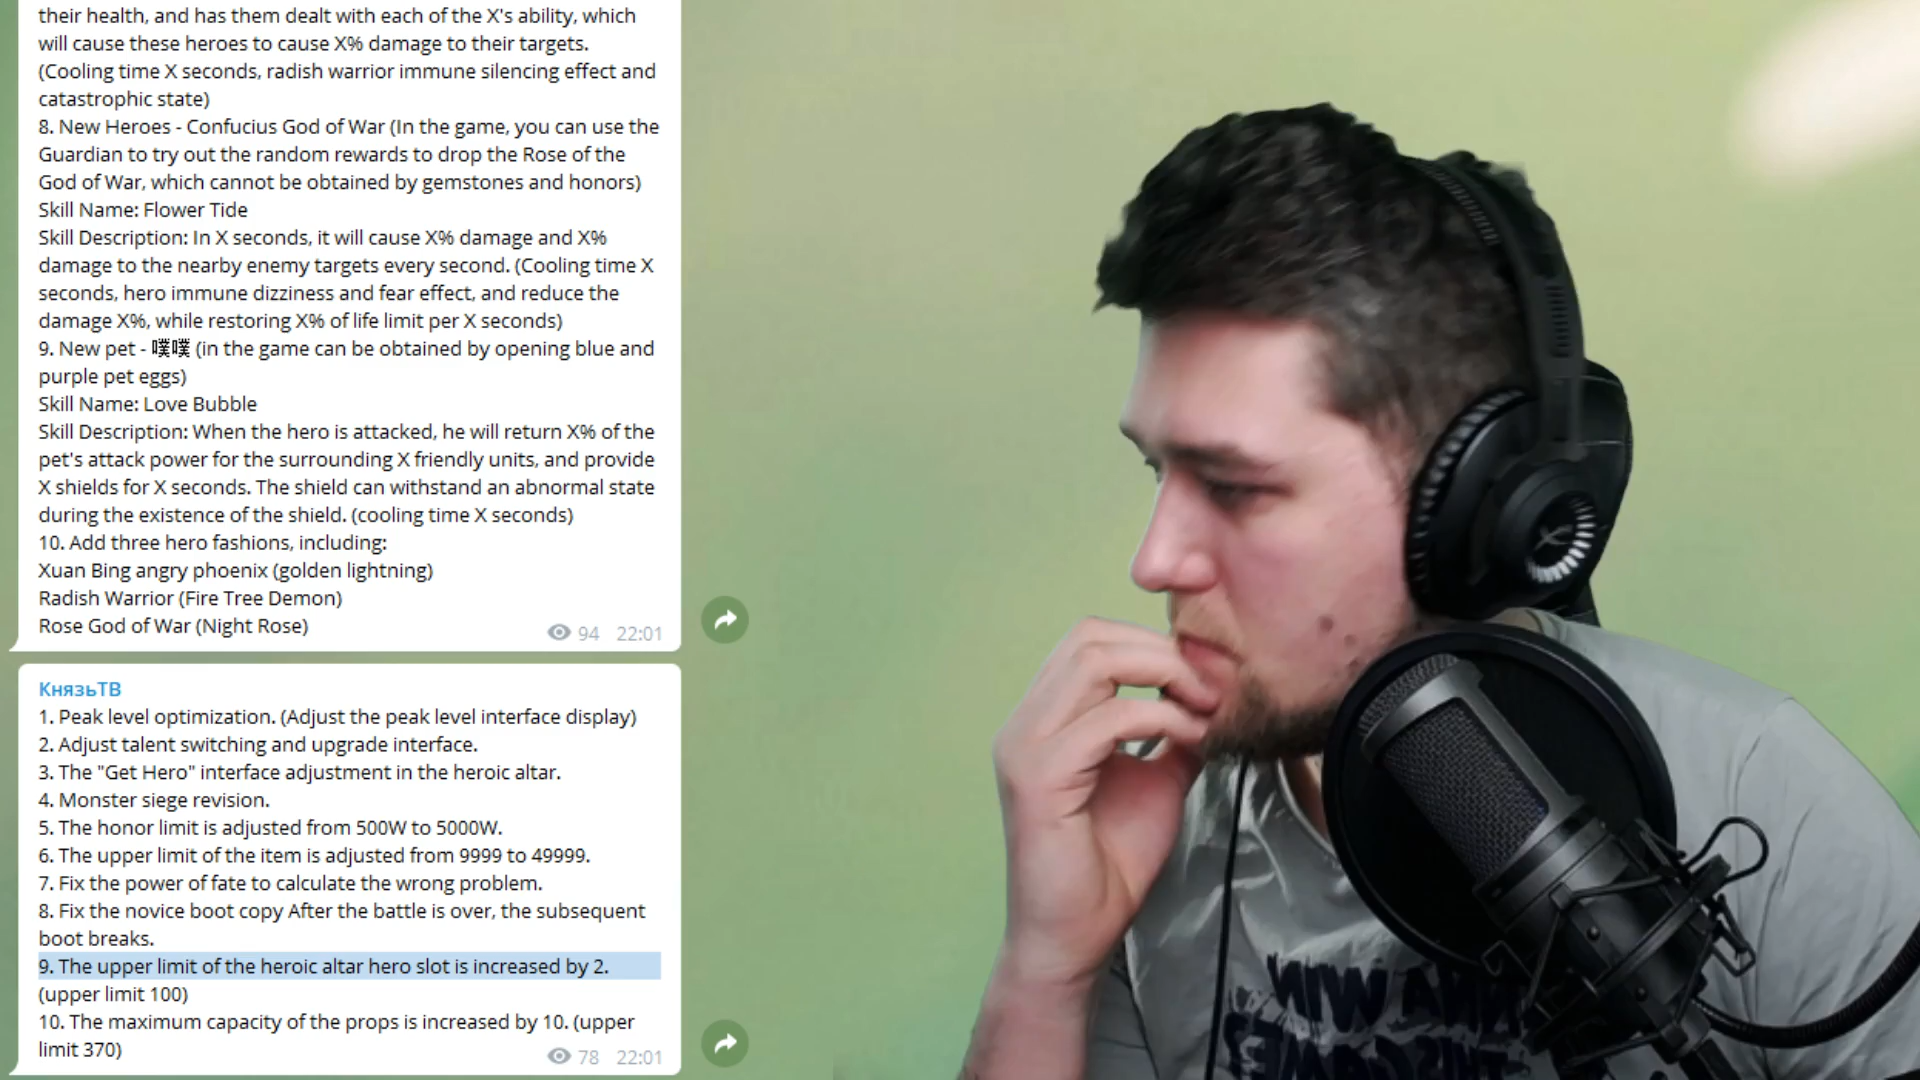 their health, and has them dealt with each of the X's ability, which
will cause these heroes to cause X% damage to their targets.
(Cooling time X seconds, radish warrior immune silencing effect and
catastrophic state)
8. New Heroes - Confucius God of War (In the game, you can use the
Guardian to try out the random rewards to drop the Rose of the
God of War, which cannot be obtained by gemstones and honors)
Skill Name: Flower Tide
Skill Description: In X seconds, it will cause X% damage and X%
damage to the nearby enemy targets every second. (Cooling time X
seconds, hero immune dizziness and fear effect, and reduce the
damage X%, while restoring X% of life limit per X seconds)
9. New pet - 噗噗 (in the game can be obtained by opening blue and
purple pet eggs)
Skill Name: Love Bubble
Skill Description: When the hero is attacked, he will return X% of the
pet's attack power for the surrounding X friendly units, and provide
X shields for X seconds. The shield can withstand an abnormal state
during the existence of the shield. (cooling time X seconds)
10. Add three hero fashions, including:
Xuan Bing angry phoenix (golden lightning)
Radish Warrior (Fire Tree Demon)
Rose God of War (Night Rose)
94 22:01
КнязьТВ
1. Peak level optimization. (Adjust the peak level interface display)
2. Adjust talent switching and upgrade interface.
3. The "Get Hero" interface adjustment in the heroic altar.
4. Monster siege revision.
5. The honor limit is adjusted from 500W to 5000W.
6. The upper limit of the item is adjusted from 9999 to 49999.
7. Fix the power of fate to calculate the wrong problem.
8. Fix the novice boot copy After the battle is over, the subsequent
boot breaks.
9. The upper limit of the heroic altar hero slot is increased by 2.
(upper limit 100)
10. The maximum capacity of the props is increased by 10. (upper
limit 370)
78 22:01